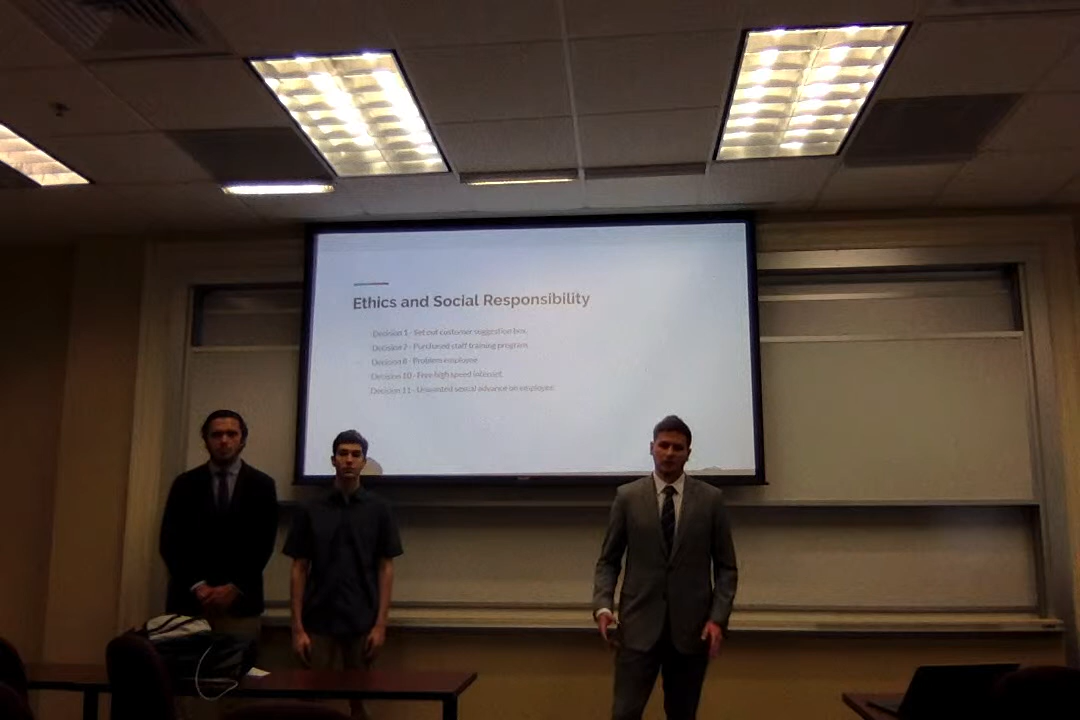 Ethics and Social Responsibility
Decision 1 - Set out customer suggestion box.
Decision 2 - Purchased staff training program
Decision 8 - Problem employee
Decision 10 - Free high speed internet
Decision 11 - Unwanted sexual advance on employee.